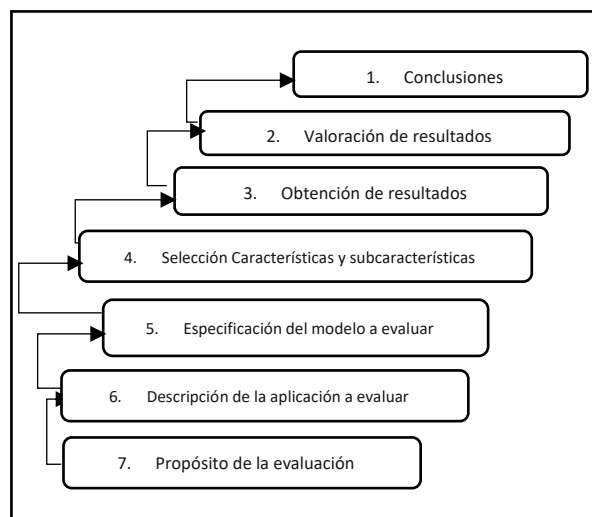 1. Conclusiones
2. Valoración de resultados
3. Obtención de resultados
4. Selección Características y subcaracterísticas
5. Especificación del modelo a evaluar
6. Descripción de la aplicación a evaluar
7. Propósito de la evaluación